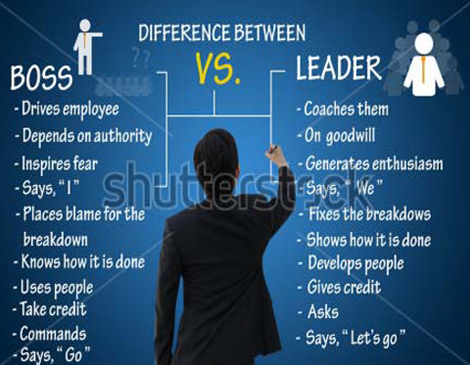 DIFFERENCE BETWEEN
VS.
BOSS
- Drives employee
- Depends on authority
- Inspires fear
- Says, “ I ”
- Places blame for the
breakdown
- Knows how it is done
- Uses people
- Take credit
- Commands
- Says, “ Go ”
LEADER
- Coaches them
- On goodwill
- Generates enthusiasm
- Says, “ We ”
- Fixes the breakdowns
- Shows how it is done
- Develops people
- Gives credit
- Asks
- Says, “ Let's go ”
??
shutterstock